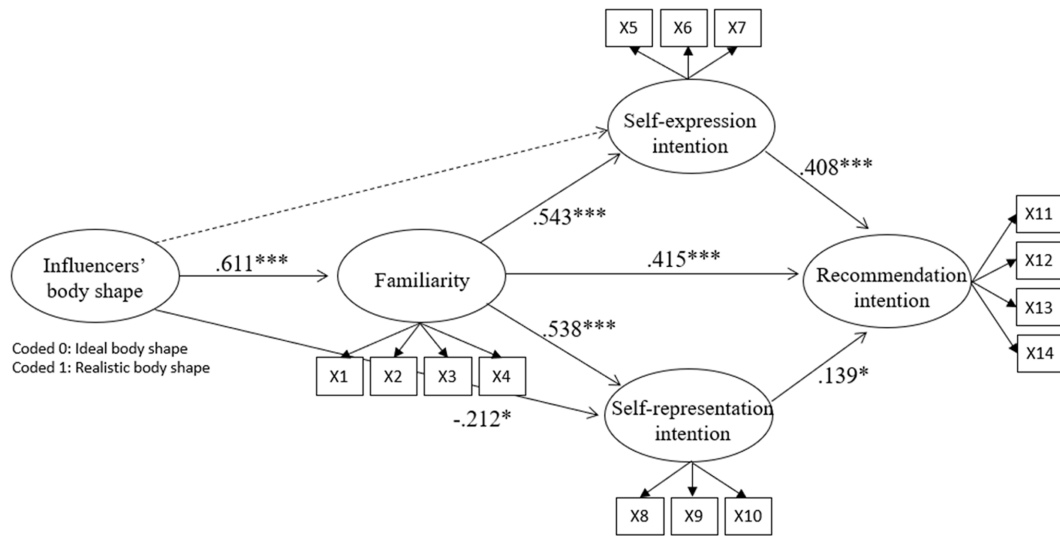 X5 X6 X7
Self-expression
intention
.408***
.543***
X11
X12
X13
X14
Influencers’
body shape
.611***
Familiarity
.415***
Recommendation
intention
.538***
Coded 0: Ideal body shape
Coded 1: Realistic body shape
X1 X2 X3 X4
-.212*
.139*
Self-representation
intention
X8 X9 X10